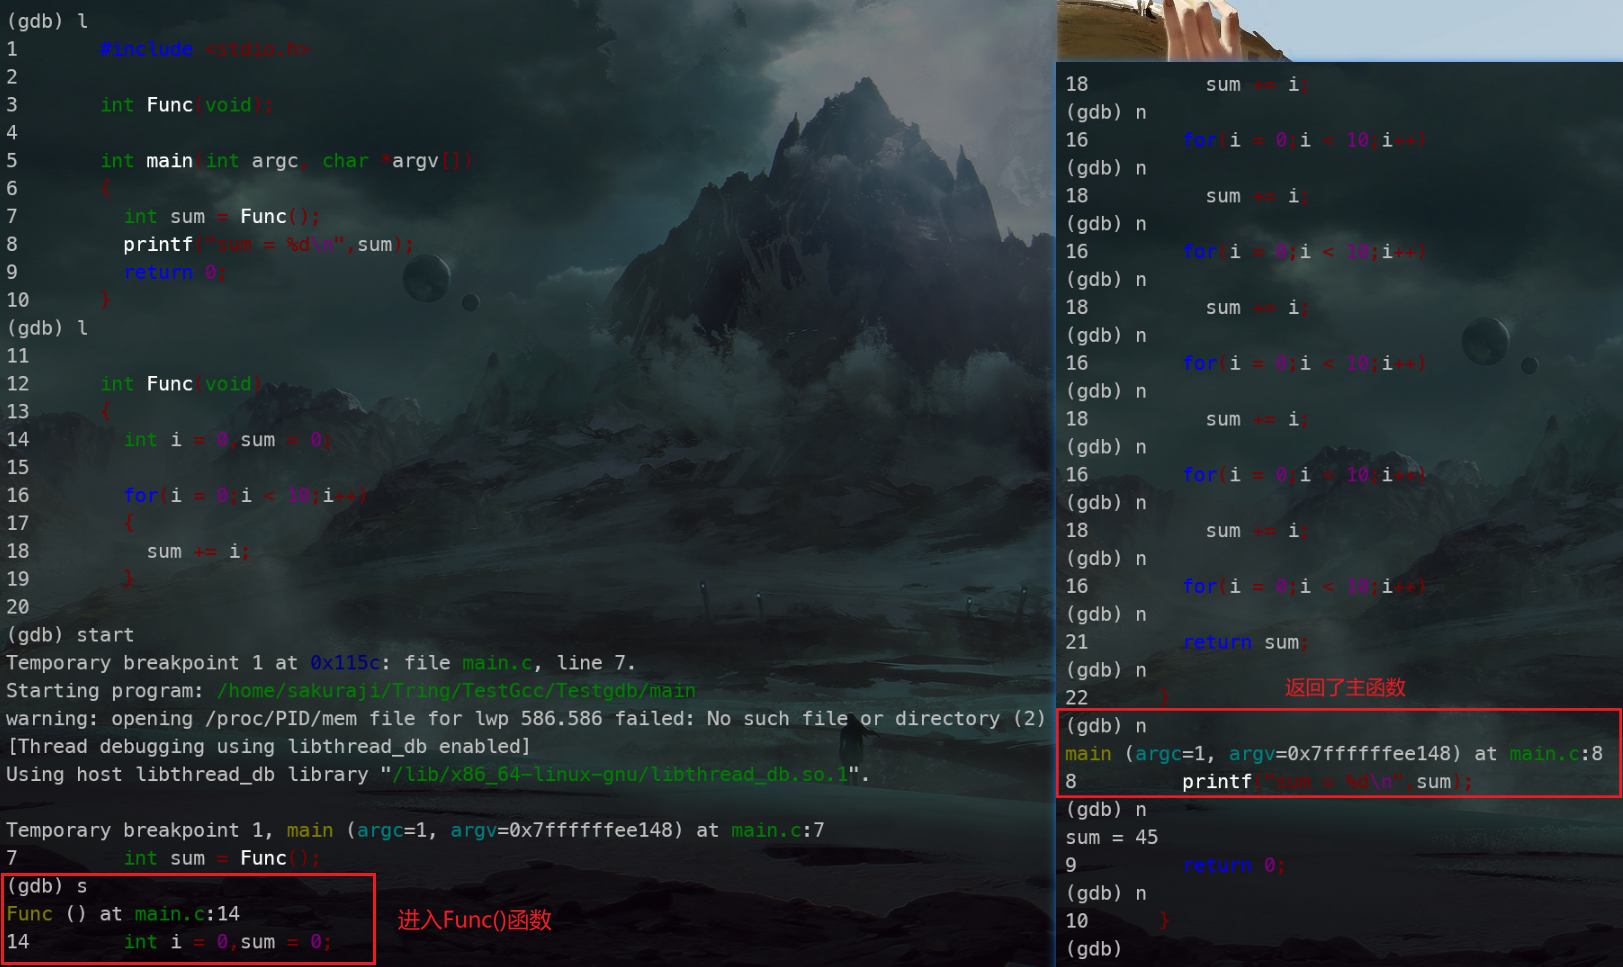 (gdb) l
1 #include <stdio.h>
2
3 int Func(void);
4
5 int main(int argc, char *argv[])
6 {
7 int sum = Func();
8 printf("sum = %d\n",sum);
9 return 0;
10 }
(gdb) l
11
12 int Func(void)
13 {
14 int i = 0,sum = 0;
15
16 for(i = 0;i < 10;i++)
17 {
18 sum += i;
19 }
20
(gdb) start
Temporary breakpoint 1 at 0x115c: file main.c, line 7.
Starting program: /home/sakuraji/Tring/TestGcc/Testgdb/main
warning: opening /proc/PID/mem file for lwp 586.586 failed: No such file or directory (2)
[Thread debugging using libthread_db enabled]
Using host libthread_db library "/lib/x86_64-linux-gnu/libthread_db.so.1".
Temporary breakpoint 1, main (argc=1, argv=0x7ffffffee148) at main.c:7
7 int sum = Func();
(gdb) s
Func () at main.c:14
14 int i = 0,sum = 0;
进入Func()函数
18 sum += i;
(gdb) n
16 for(i = 0;i < 10;i++)
(gdb) n
18 sum += i;
(gdb) n
16 for(i = 0;i < 10;i++)
(gdb) n
18 sum += i;
(gdb) n
16 for(i = 0;i < 10;i++)
(gdb) n
18 sum += i;
(gdb) n
16 for(i = 0;i < 10;i++)
(gdb) n
18 sum += i;
(gdb) n
16 for(i = 0;i < 10;i++)
(gdb) n
21 return sum;
(gdb) n
22 }
返回了主函数
(gdb) n
main (argc=1, argv=0x7ffffffee148) at main.c:8
8 printf("sum = %d\n",sum);
(gdb) n
sum = 45
9 return 0;
(gdb) n
10 }
(gdb)